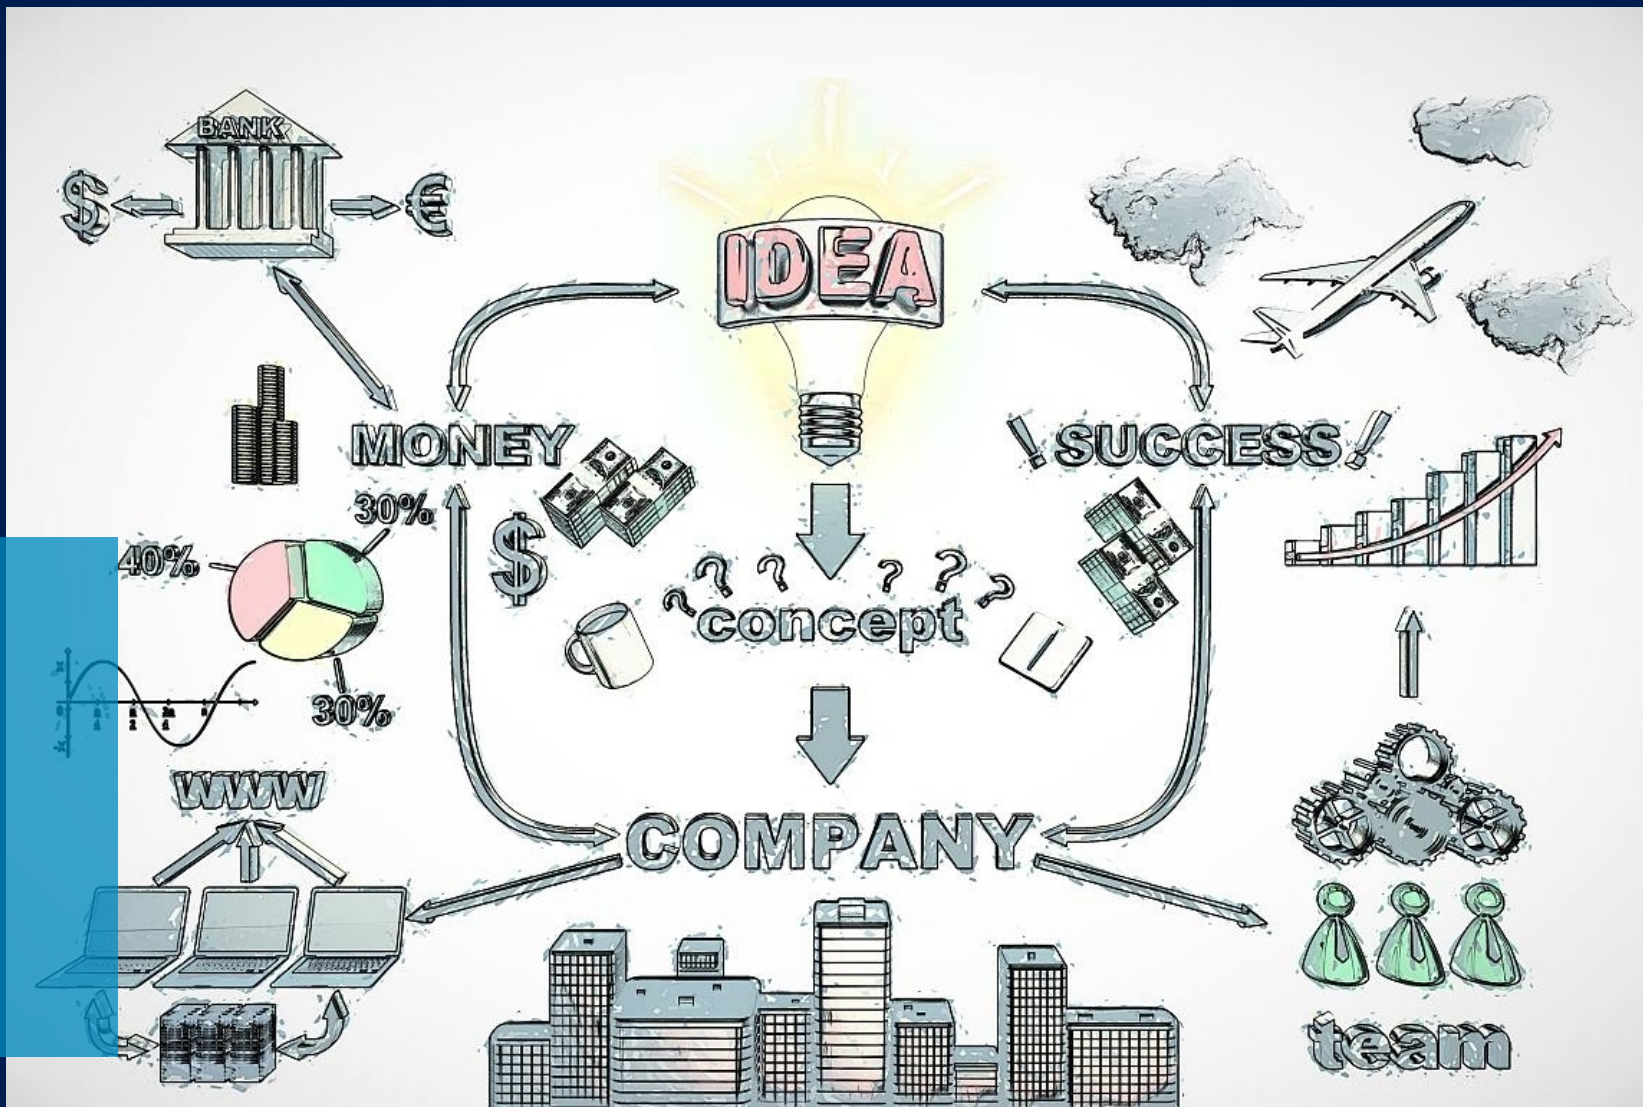 BANK
$
€
IDEA
MONEY
! SUCCESS !
30%
$
40%
? ? ? ? ?
?
concept
30%
WWW
COMPANY
team